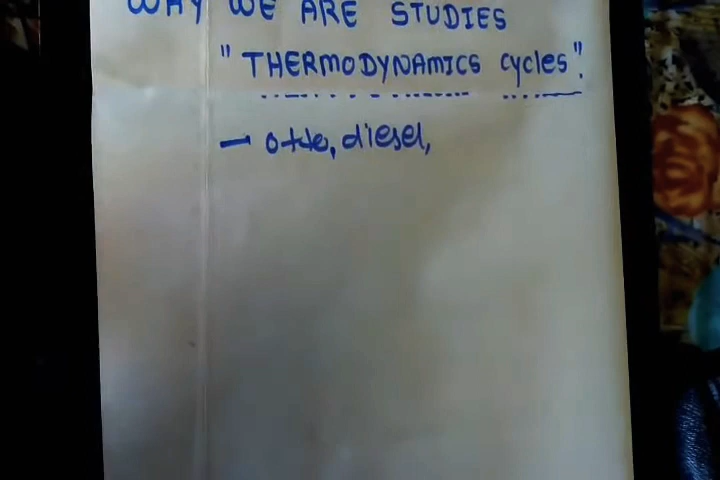 WHY WE ARE STUDIES
"THERMODYNAMICS cycles".
— otto, diesel,